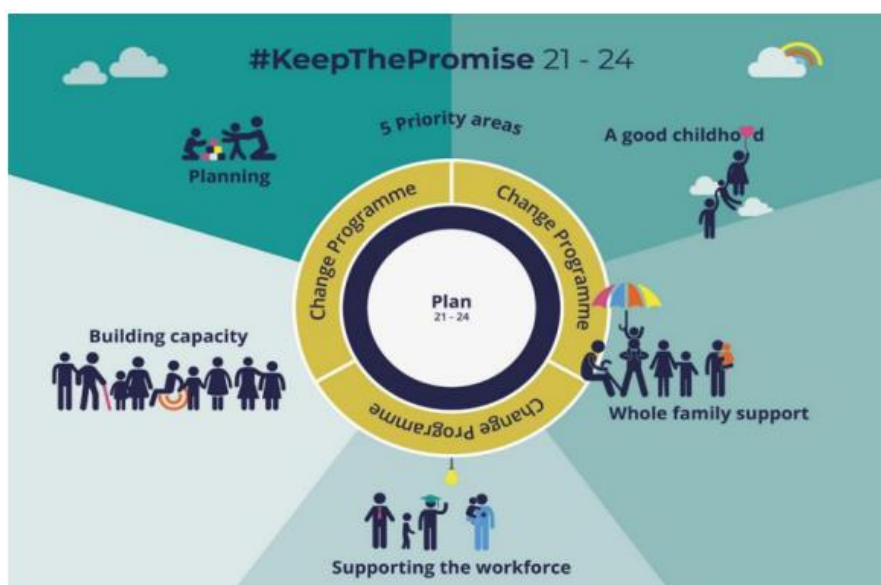 #KeepThePromise 21 - 24
5 Priority areas
A good childhood
Planning
Change Programme
Change Programme
Plan
21 - 24
Building capacity
Change Programme
Whole family support
Supporting the workforce